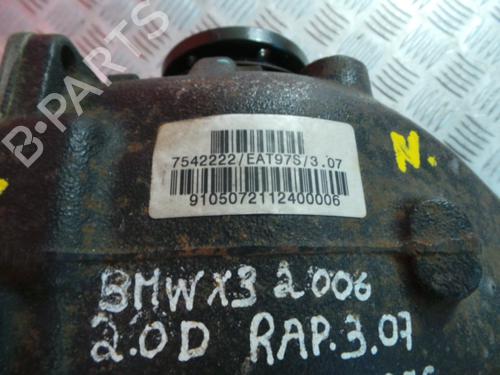 B-PARTS
7542222/EAT97S/3.07
9105072112400006
N.
BMW X3 2006
2.0D RAP.3.07